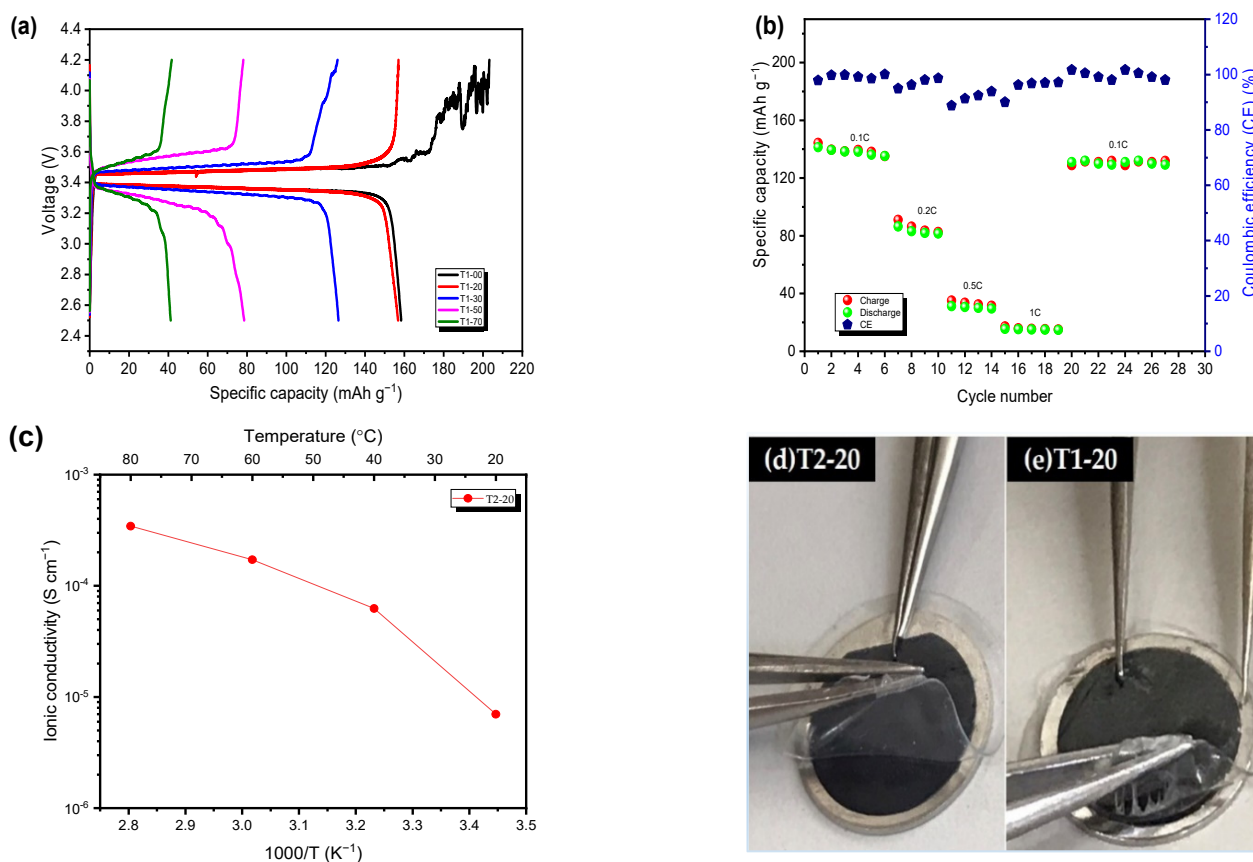 (a)
4.2
4.0
3.8
3.6
3.4
3.2
3.0
2.8
2.6
2.4
Voltage (V)
T1-00
T1-20
T1-30
T1-50
T1-70
0 20 40 60 80 100 120 140 160 180 200 220
Specific capacity (mAh g⁻¹)
(b)
200
160
120
80
40
0
Specific capacity (mAh g⁻¹)
0.1C
0.2C
0.5C
1C
0.1C
Charge
Discharge
CE
120
100
80
60
40
20
0
Coulombic efficiency (CE) (%)
0 2 4 6 8 10 12 14 16 18 20 22 24 26 28 30
Cycle number
(c)
Temperature (°C)
80 70 60 50 40 30 20
10⁻³
10⁻⁴
10⁻⁵
10⁻⁶
Ionic conductivity (S cm⁻¹)
T2-20
2.8 2.9 3.0 3.1 3.2 3.3 3.4 3.5
1000/T (K⁻¹)
(d)T2-20
(e)T1-20